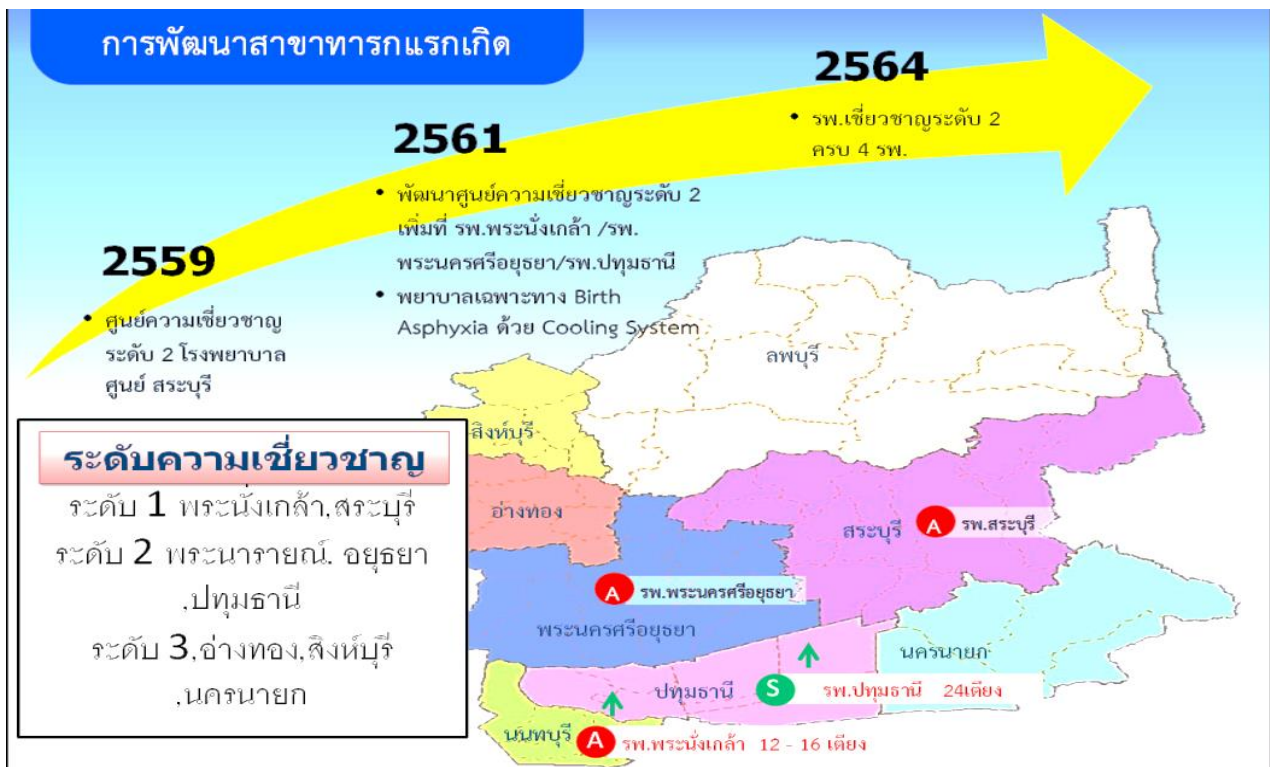 การพัฒนาสาขาทารกแรกเกิด
2564
• รพ.เชี่ยวชาญระดับ 2
ครบ 4 รพ.
2561
• พัฒนาศูนย์ความเชี่ยวชาญระดับ 2
เพิ่มที่ รพ.พระนั่งเกล้า /รพ.
พระนครศรีอยุธยา/รพ.ปทุมธานี
• พยาบาลเฉพาะทาง Birth
Asphyxia ด้วย Cooling System
2559
• ศูนย์ความเชี่ยวชาญ
ระดับ 2 โรงพยาบาล
ศูนย์ สระบุรี
ระดับความเชี่ยวชาญ
ระดับ 1 พระนั่งเกล้า,สระบุรี
ระดับ 2 พระนารายณ์. อยุธยา
,ปทุมธานี
ระดับ 3,อ่างทอง,สิงห์บุรี
,นครนายก
ลพบุรี
สิงห์บุรี
อ่างทอง
สระบุรี
A รพ.สระบุรี
A รพ.พระนครศรีอยุธยา
พระนครศรีอยุธยา
นครนายก
ปทุมธานี
S รพ.ปทุมธานี 24เตียง
นนทบุรี
A รพ.พระนั่งเกล้า 12 - 16 เตียง